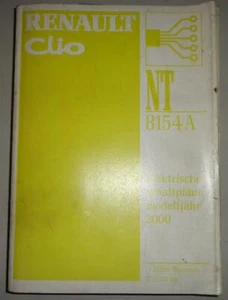 RENAULT
Clio
NT
8154A
Elektrische
Schaltpläne
Modelljahr
2000